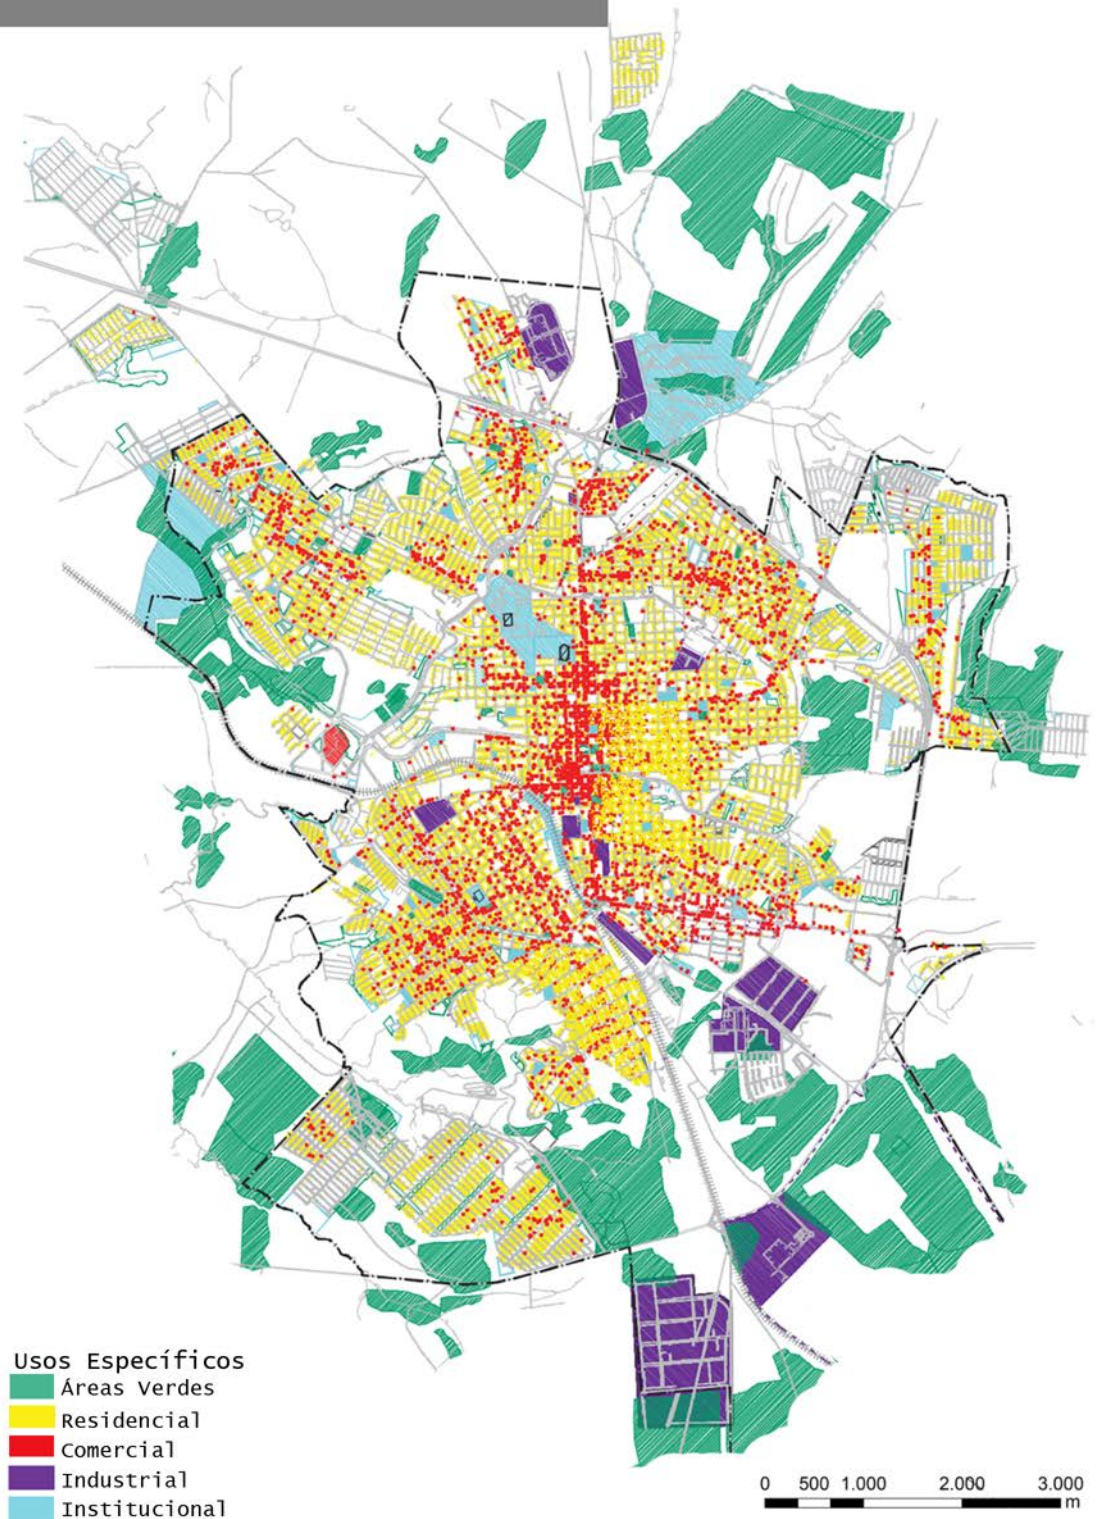 0
0
Usos Específicos
Áreas Verdes
Residencial
Comercial
Industrial
Institucional
0 500 1.000 2.000 3.000
m